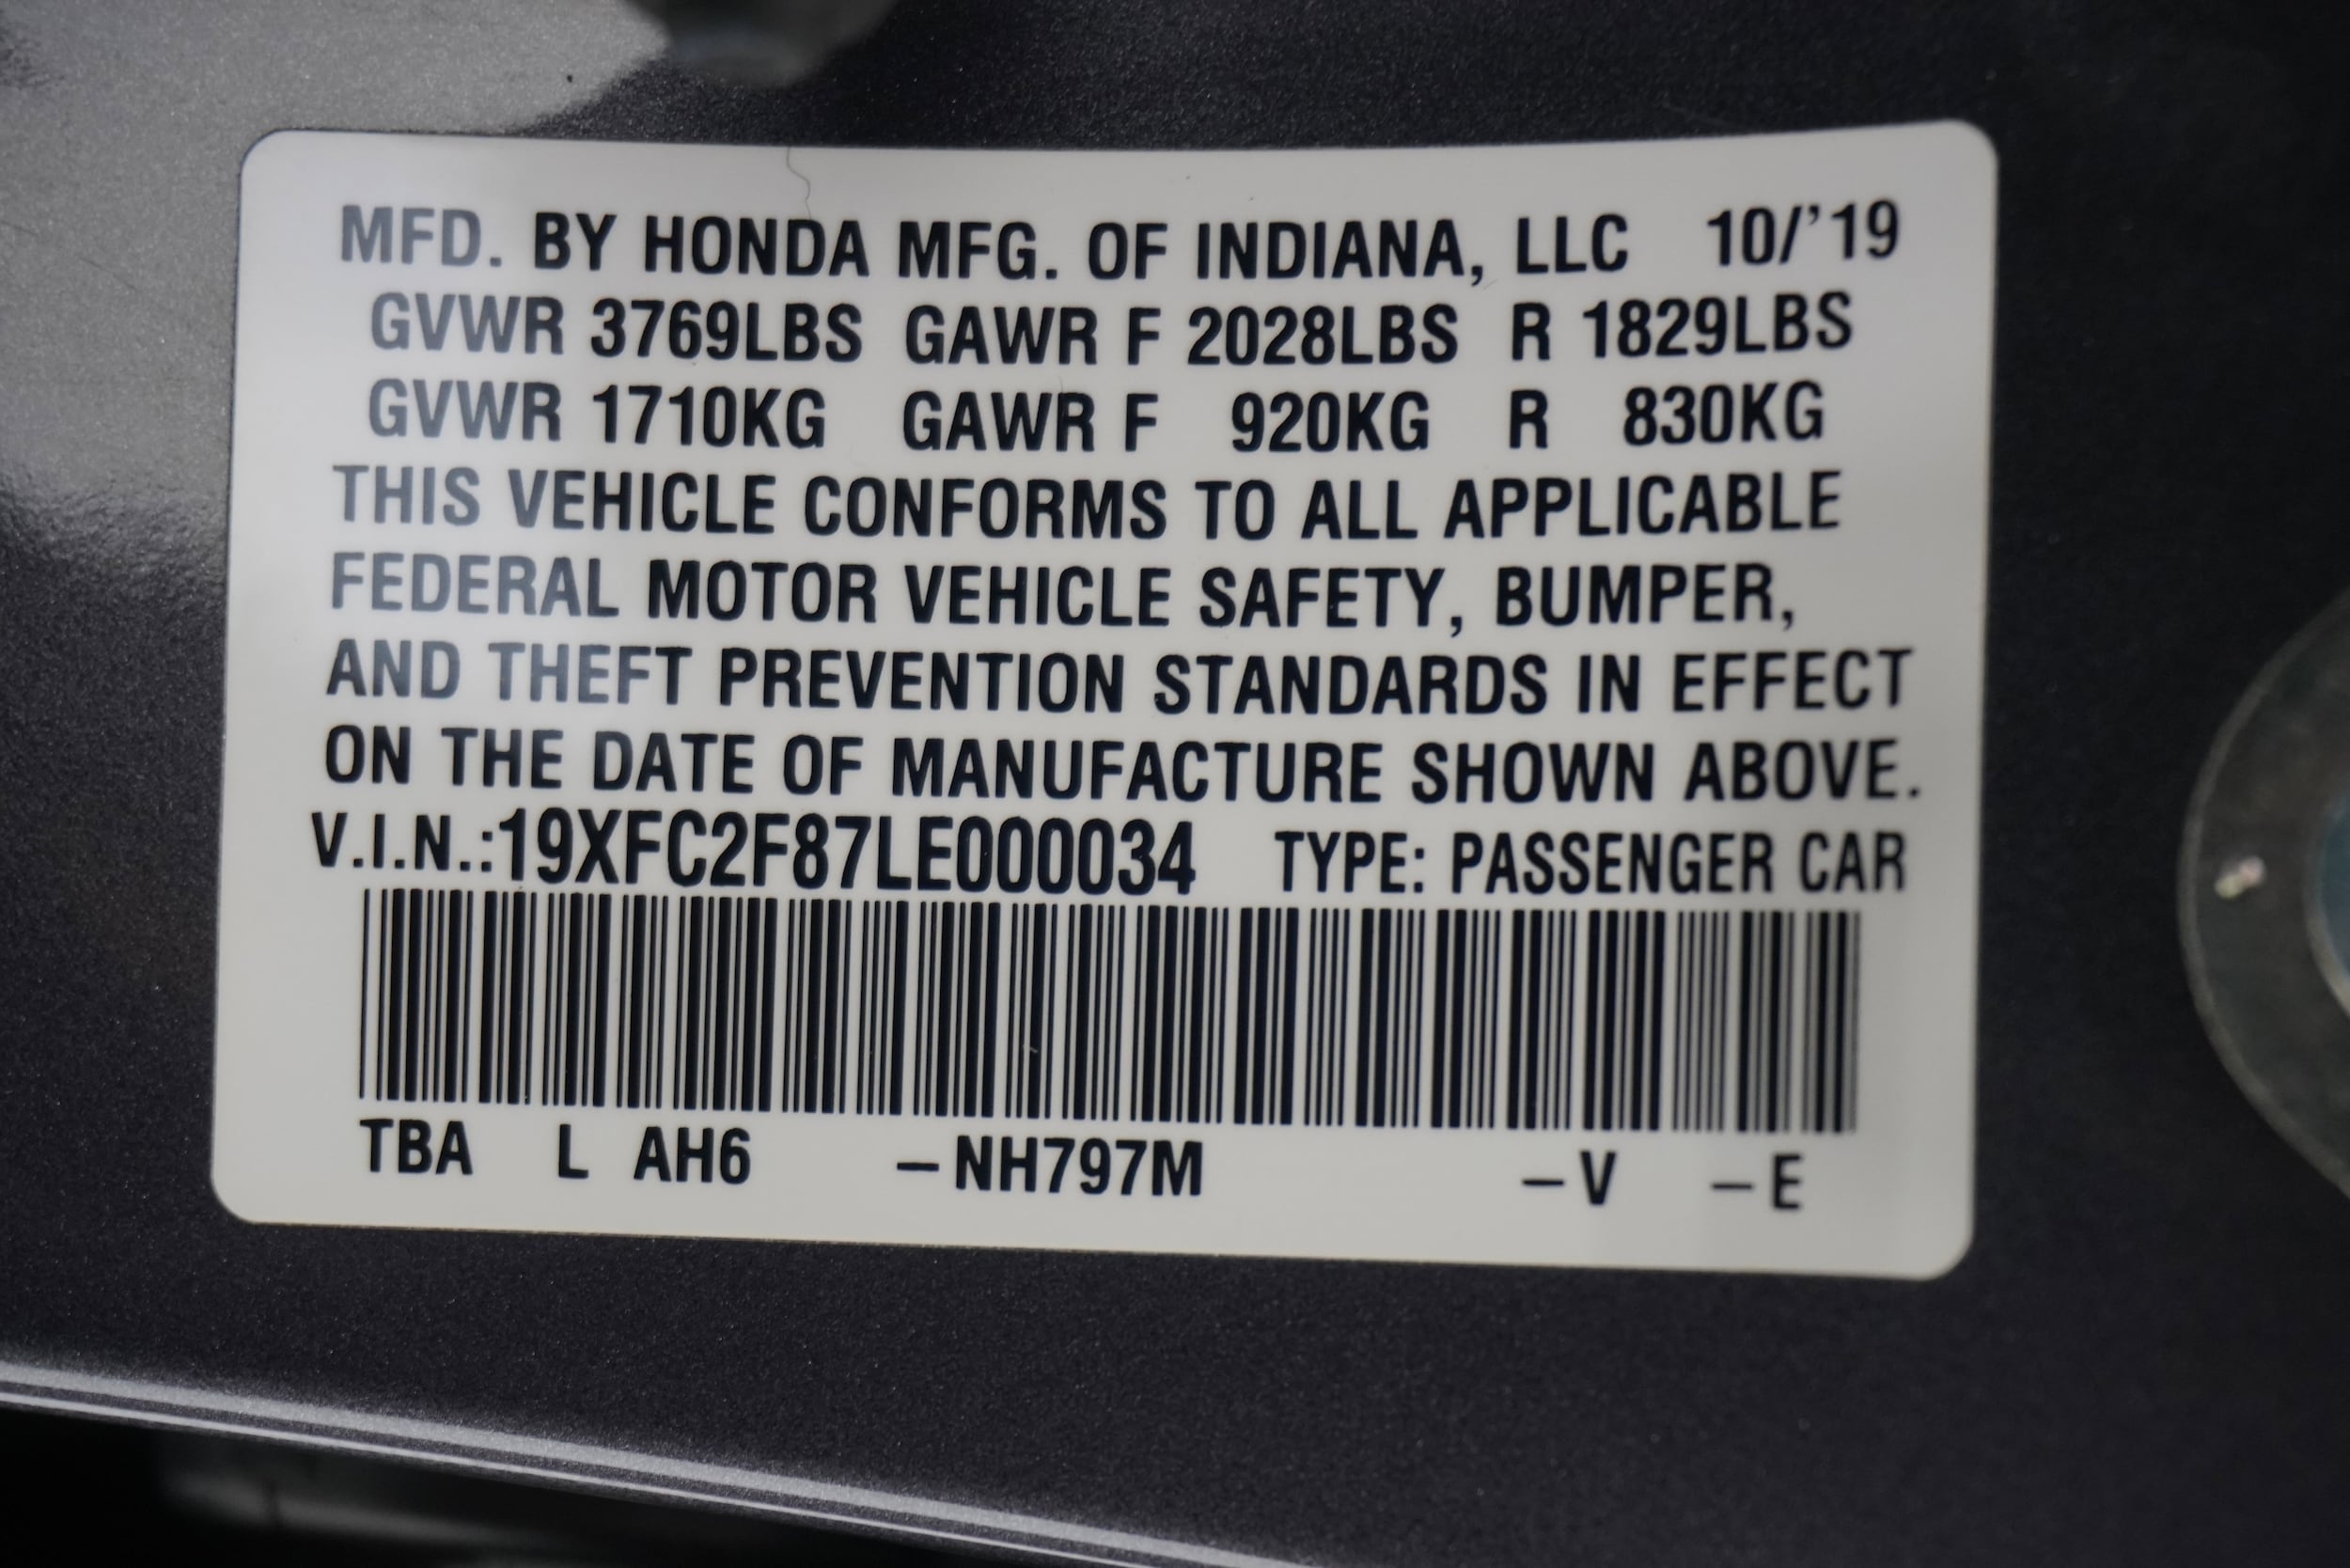 MFD. BY HONDA MFG. OF INDIANA, LLC 10/'19
GVWR 3769LBS GAWR F 2028LBS R 1829LBS
GVWR 1710KG GAWR F 920KG R 830KG
THIS VEHICLE CONFORMS TO ALL APPLICABLE
FEDERAL MOTOR VEHICLE SAFETY, BUMPER,
AND THEFT PREVENTION STANDARDS IN EFFECT
ON THE DATE OF MANUFACTURE SHOWN ABOVE.
V.I.N.:19XFC2F87LE000034 TYPE: PASSENGER CAR
TBA L AH6 –NH797M –V –E